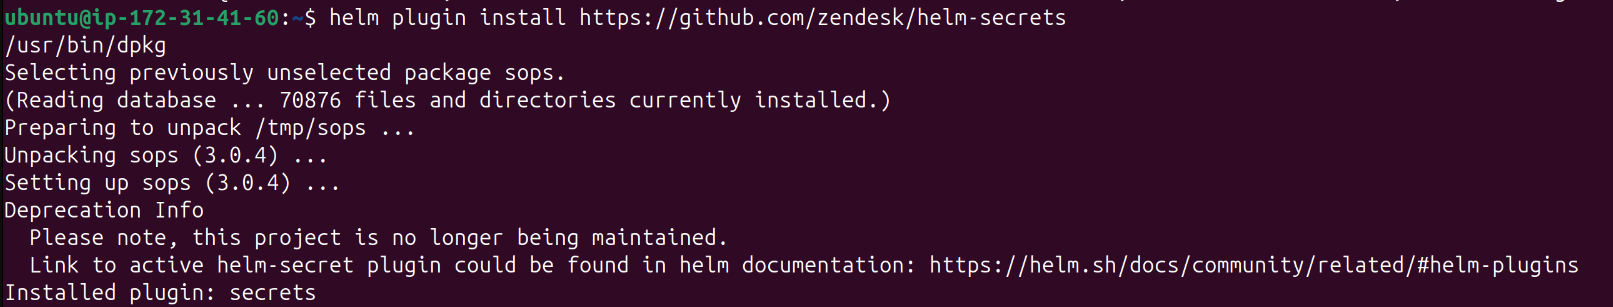 ubuntu@ip-172-31-41-60:~$ helm plugin install https://github.com/zendesk/helm-secrets
/usr/bin/dpkg
Selecting previously unselected package sops.
(Reading database ... 70876 files and directories currently installed.)
Preparing to unpack /tmp/sops ...
Unpacking sops (3.0.4) ...
Setting up sops (3.0.4) ...
Deprecation Info
  Please note, this project is no longer being maintained.
  Link to active helm-secret plugin could be found in helm documentation: https://helm.sh/docs/community/related/#helm-plugins
Installed plugin: secrets